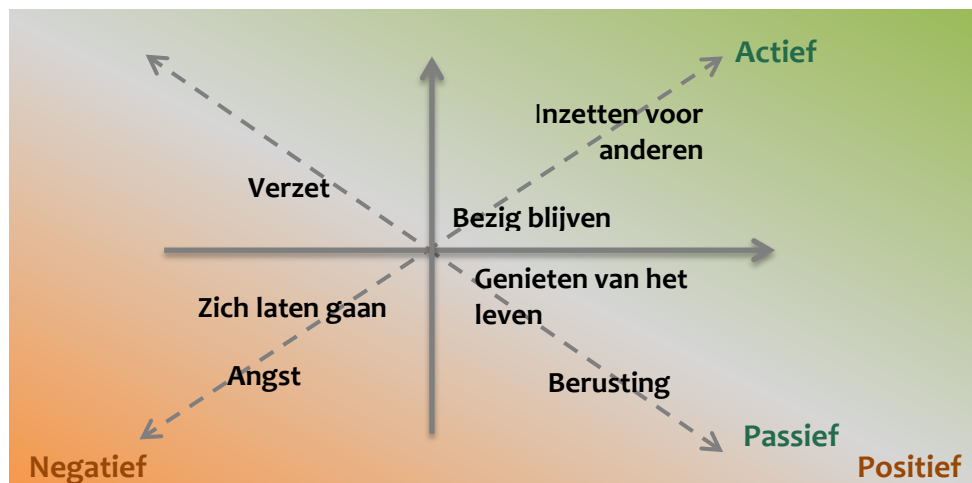 Actief
Inzetten voor
anderen
Verzet
Bezig blijven
Genieten van het
leven
Zich laten gaan
Angst
Berusting
Passief
Negatief
Positief